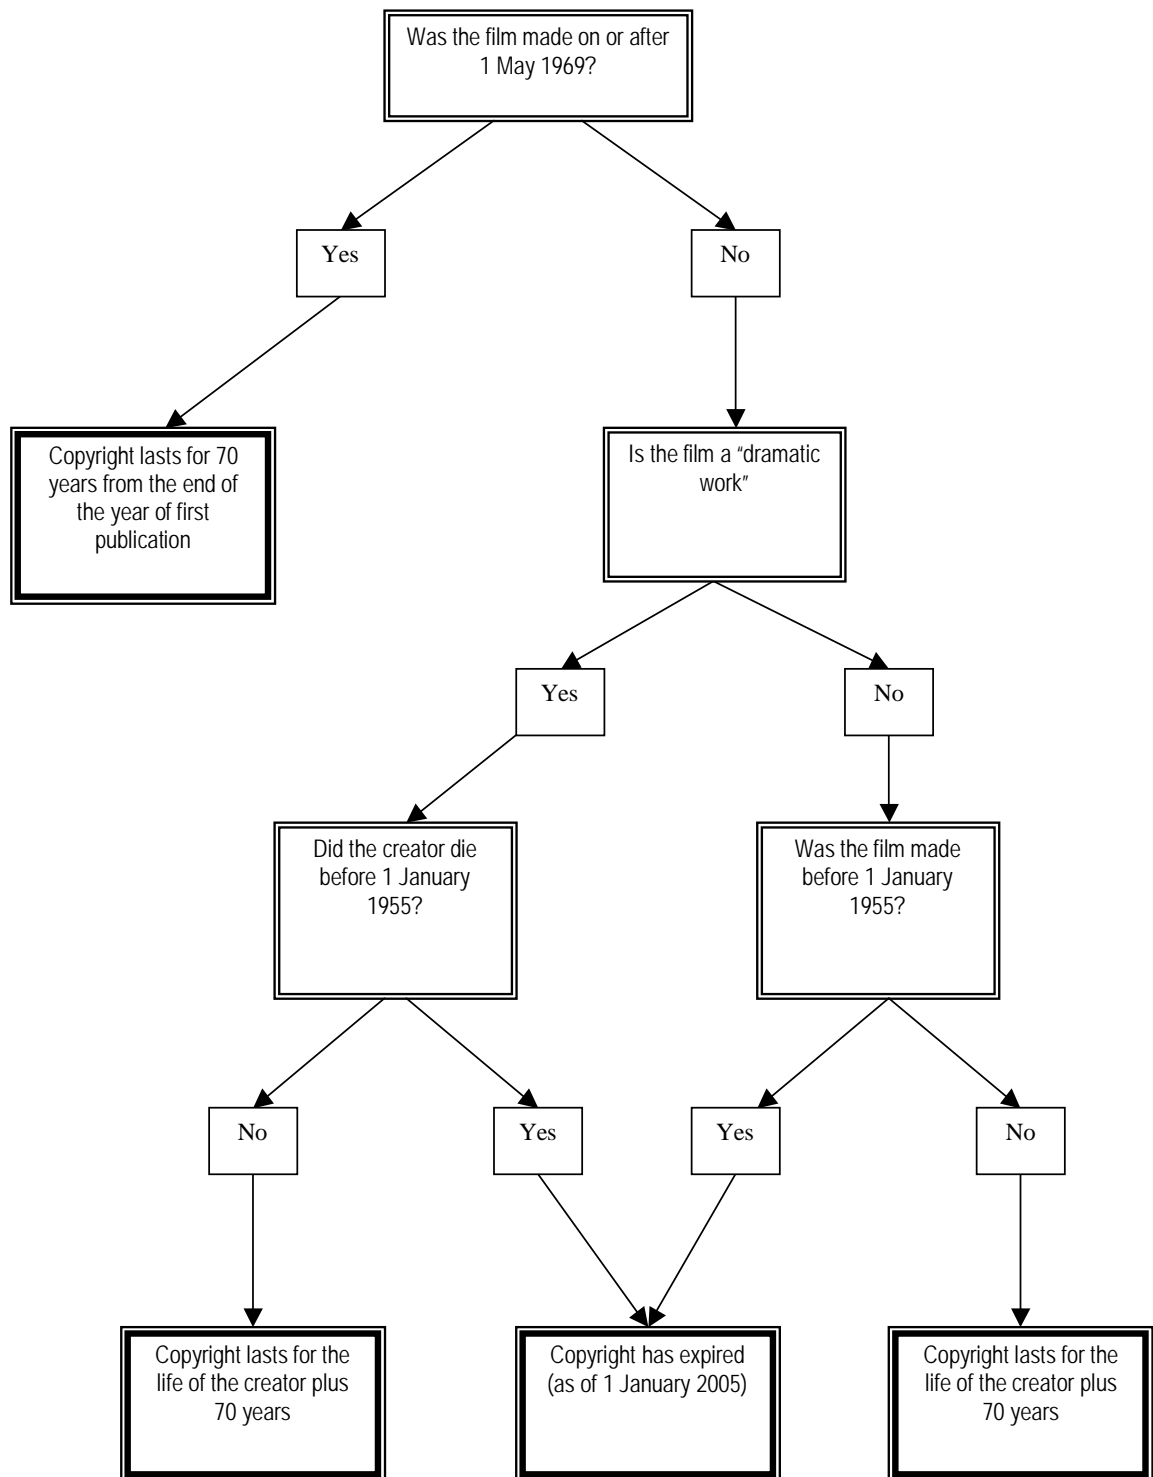 Was the film made on or after
1 May 1969?
Yes
No
Copyright lasts for 70
years from the end of
the year of first
publication
Is the film a "dramatic
work"
Yes
No
Did the creator die
before 1 January
1955?
Was the film made
before 1 January
1955?
No
Yes
Yes
No
Copyright lasts for the
life of the creator plus
70 years
Copyright has expired
(as of 1 January 2005)
Copyright lasts for the
life of the creator plus
70 years